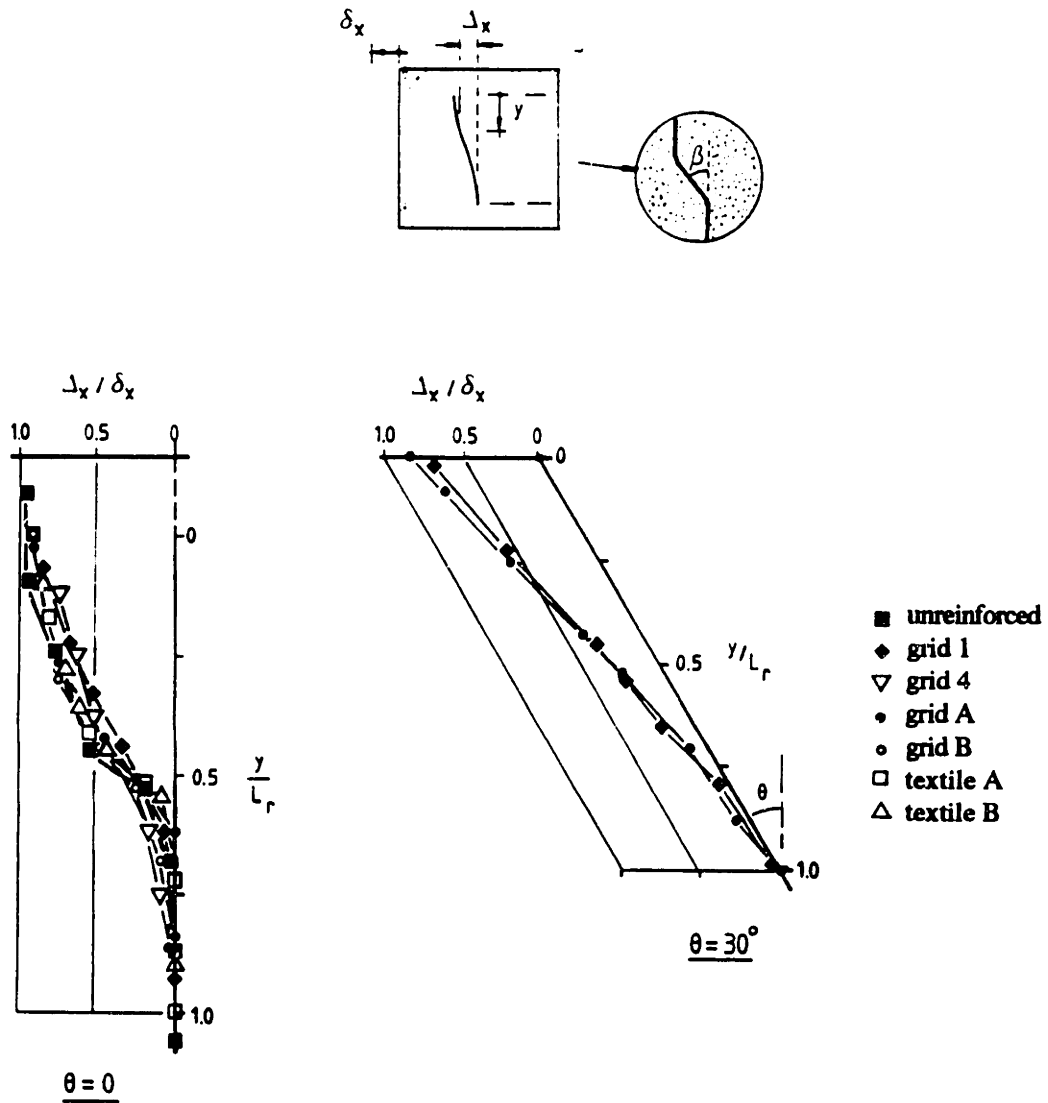 δx Δx
y
β
Δx / δx
1.0 0.5 0
0
0.5
y
Lr
1.0
θ = 0
Δx / δx
1.0 0.5 0
0
0.5
y/Lr
θ
1.0
θ = 30°
unreinforced
grid 1
grid 4
grid A
grid B
textile A
textile B